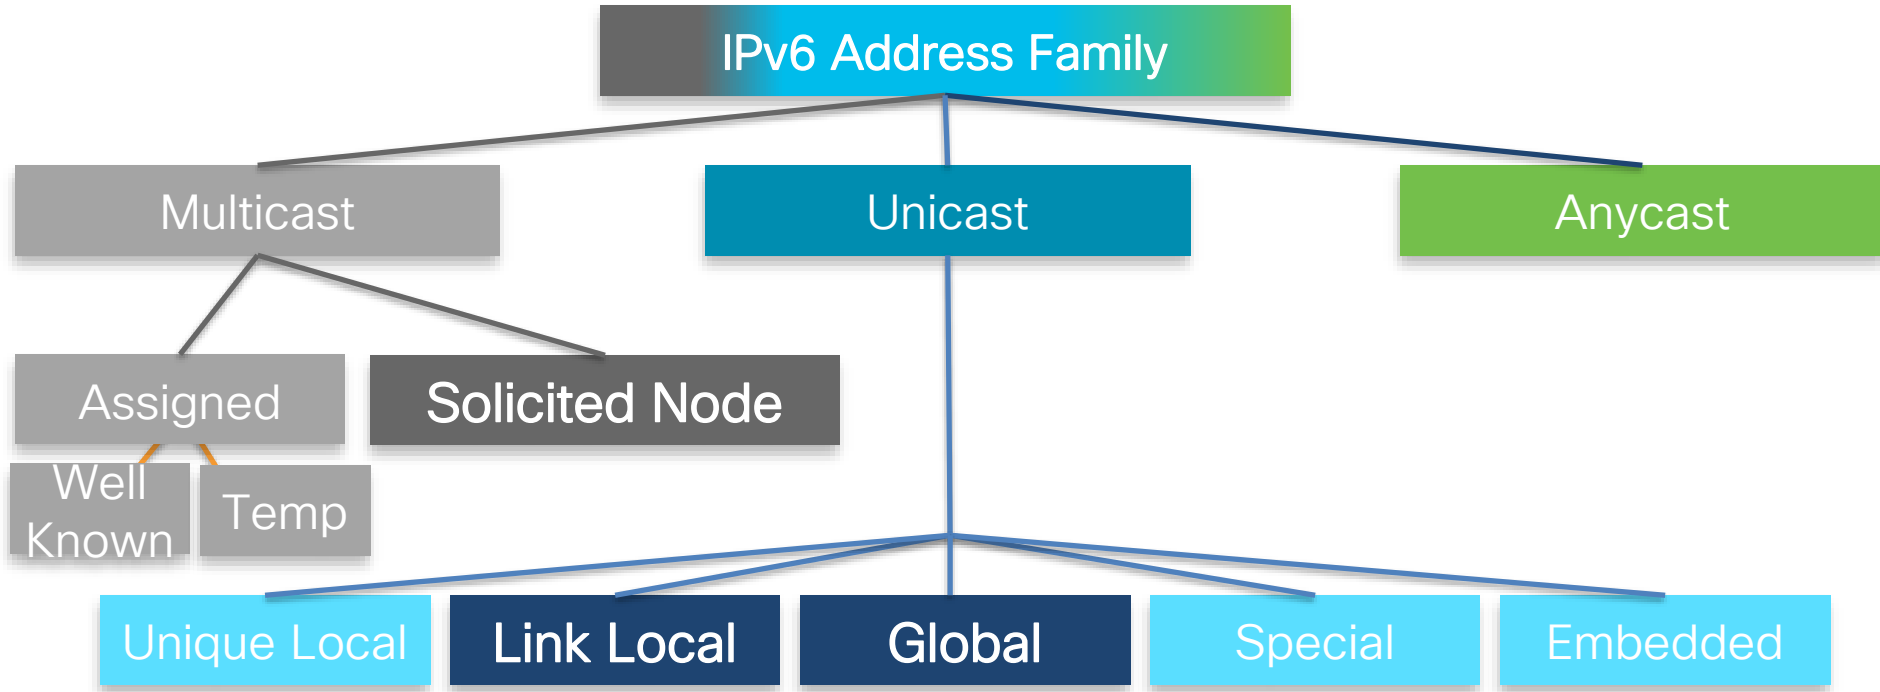 IPv6 Address Family
Multicast
Unicast
Anycast
Assigned
Solicited Node
Well
Known
Temp
Unique Local
Link Local
Global
Special
Embedded